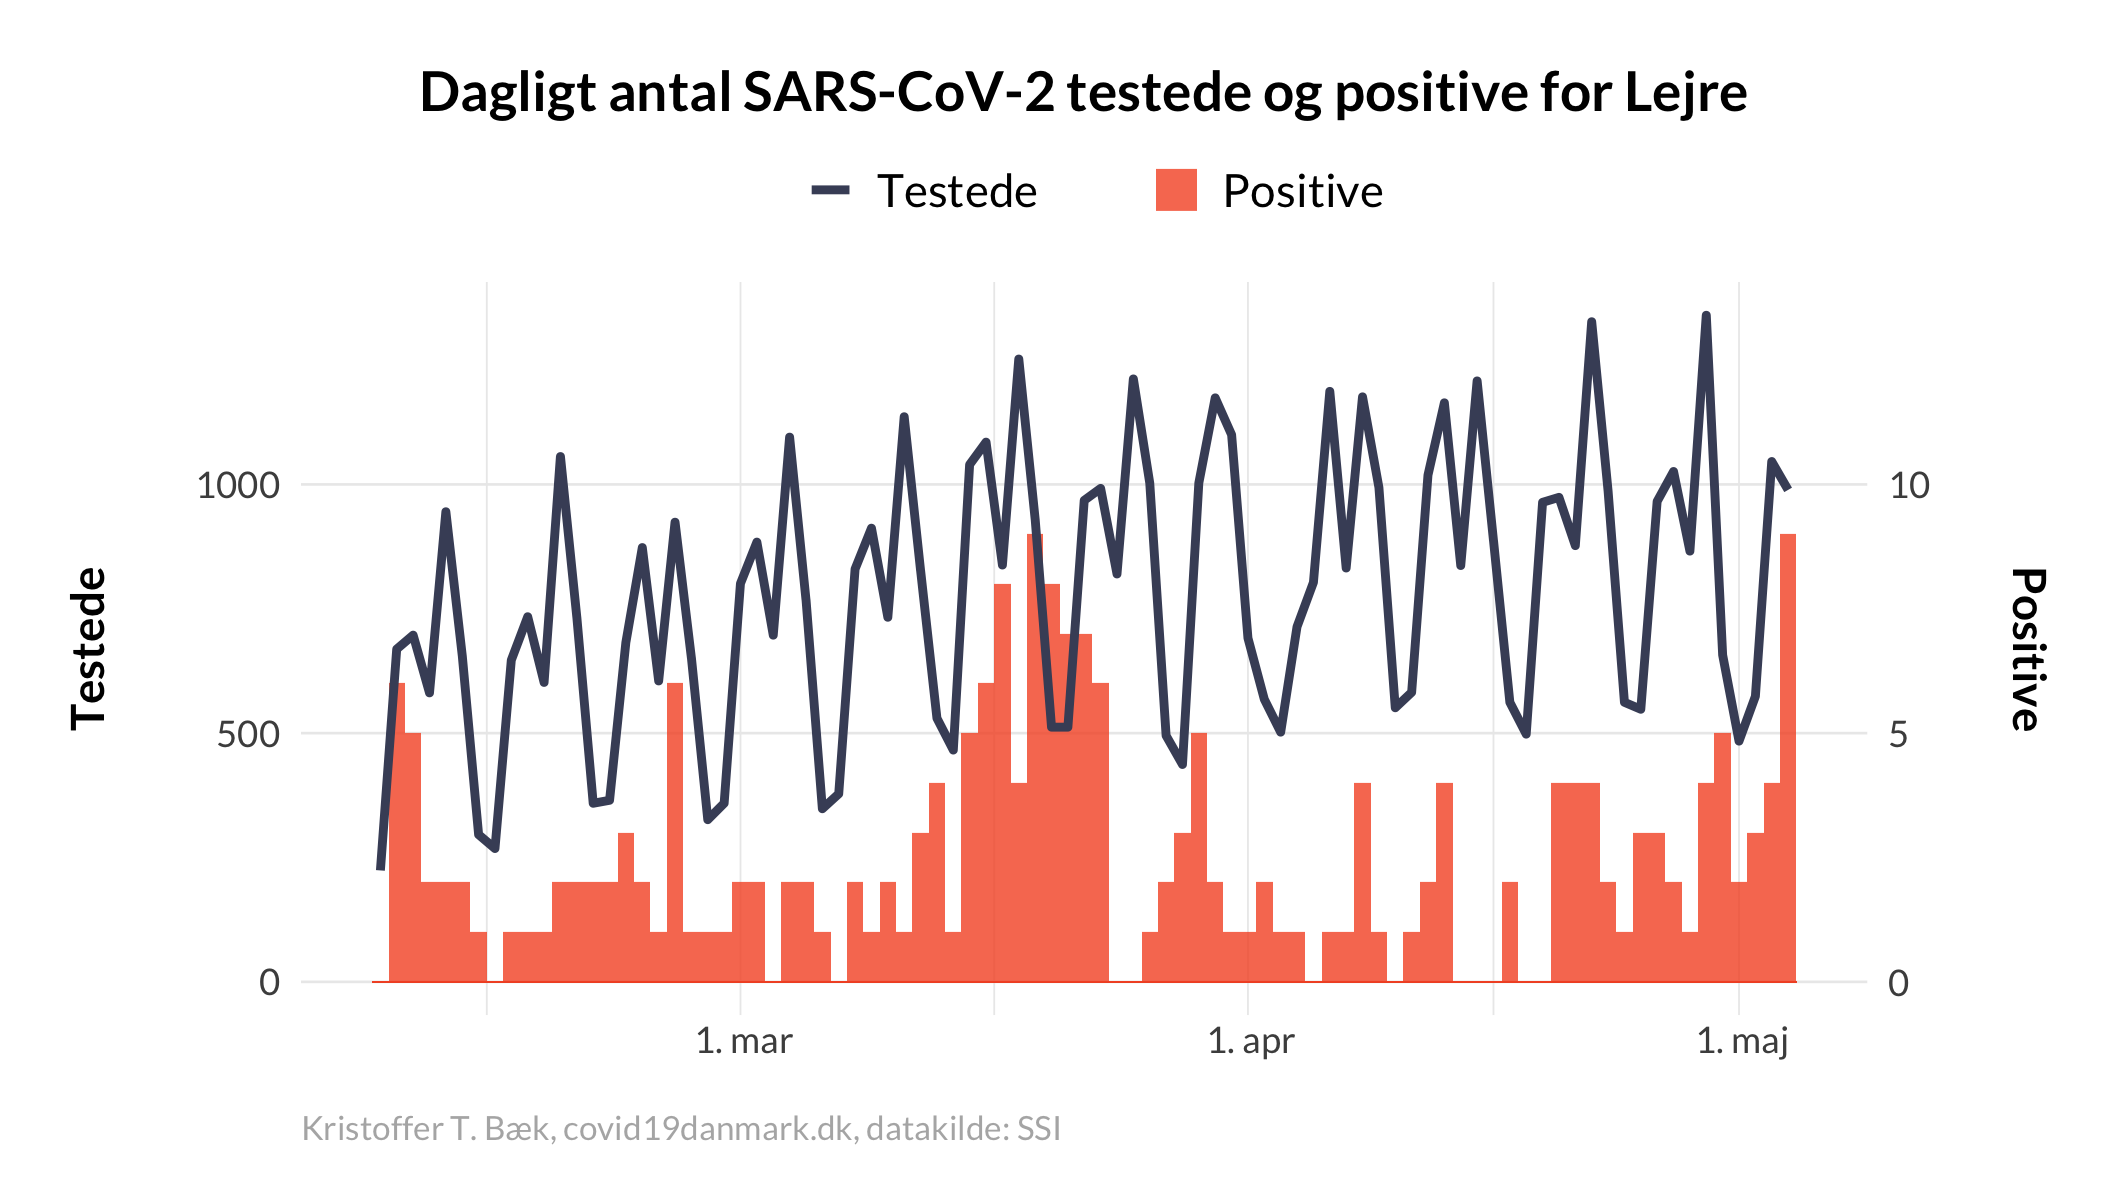 Dagligt antal SARS-CoV-2 testede og positive for Lejre
Testede Positive
1000 10
Testede
Positive
500 5
0 0
1. mar 1. apr 1. maj
Kristoffer T. Bæk, covid19danmark.dk, datakilde: SSI